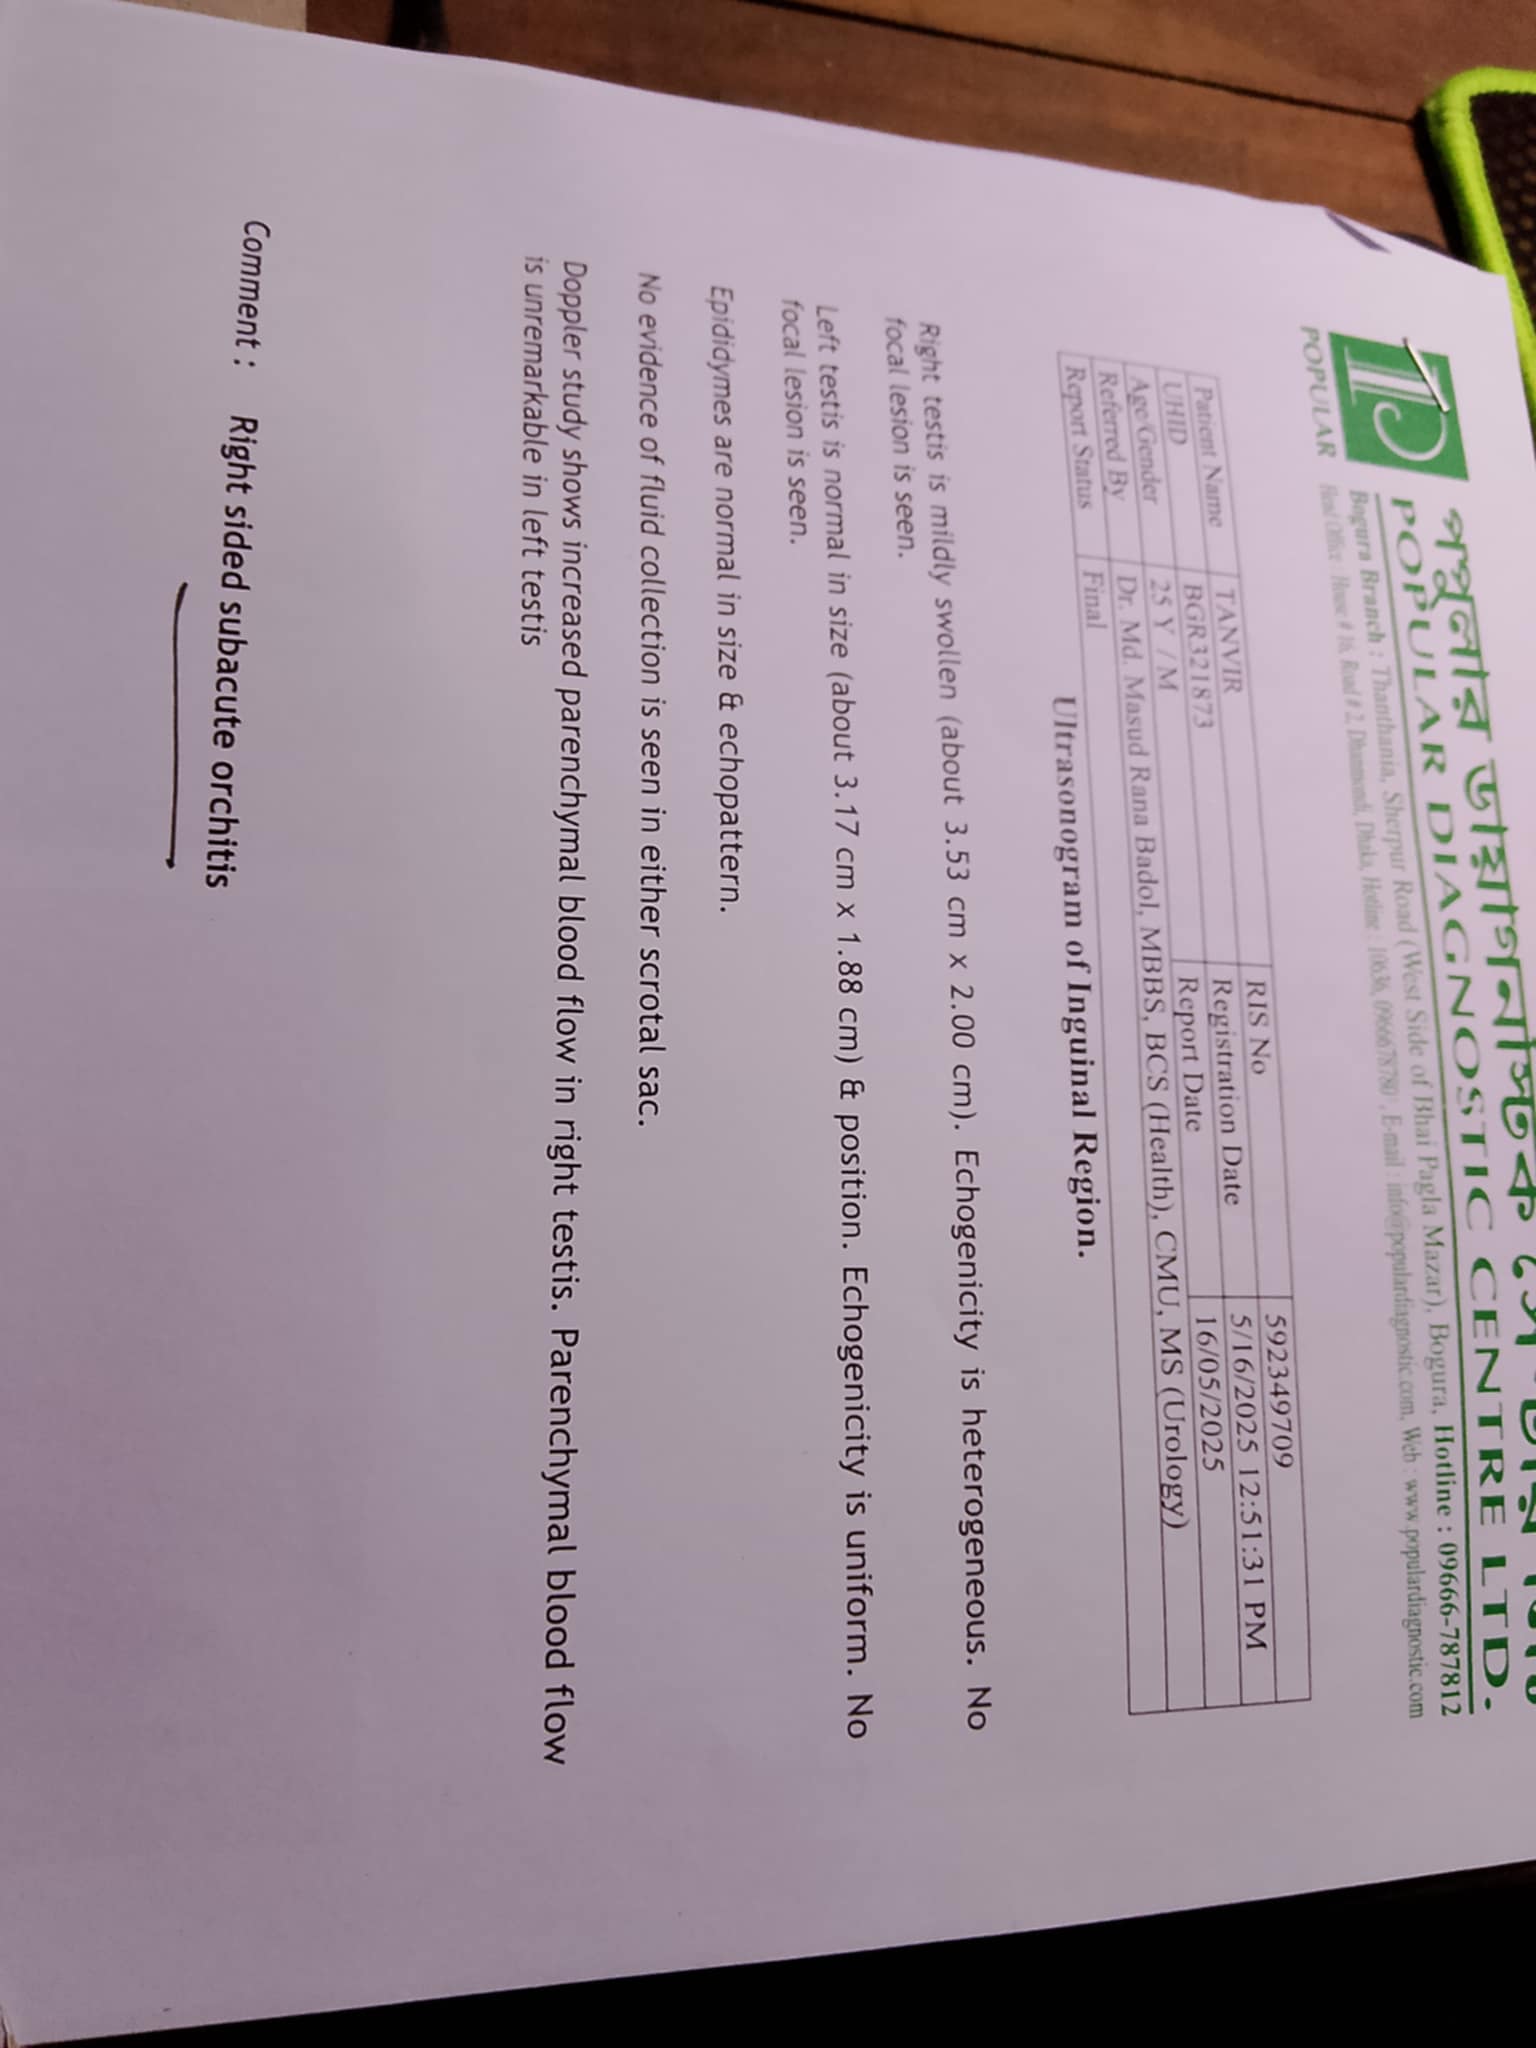 পপুলার ডায়াগনস্টিক
POPULAR DIAGNOSTIC CENTRE LTD.
POPULAR
Bogura Branch : Thanthania, Sherpur Road (West Side of Bhai Pagla Mazar), Bogura, Hotline : 09666-787812
Head Office House # 16, Road # 2, Dhanmondi, Dhaka, Hotline : 10636, E-mail : info@populardiagnostic.com, Web : www.populardiagnostic.com
Patient Name TANVIR RIS No 592349709
UHID BGR321873 Registration Date 5/16/2025 12:51:31 PM
Age/Gender 25 Y / M Report Date 16/05/2025
Referred By Dr. Md. Masud Rana Badol, MBBS, BCS (Health), CMU, MS (Urology)
Report Status Final
Ultrasonogram of Inguinal Region.
Right testis is mildly swollen (about 3.53 cm x 2.00 cm). Echogenicity is heterogeneous. No
focal lesion is seen.
Left testis is normal in size (about 3.17 cm x 1.88 cm) & position. Echogenicity is uniform. No
focal lesion is seen.
Epididymes are normal in size & echopattern.
No evidence of fluid collection is seen in either scrotal sac.
Doppler study shows increased parenchymal blood flow in right testis. Parenchymal blood flow
is unremarkable in left testis
Comment : Right sided subacute orchitis